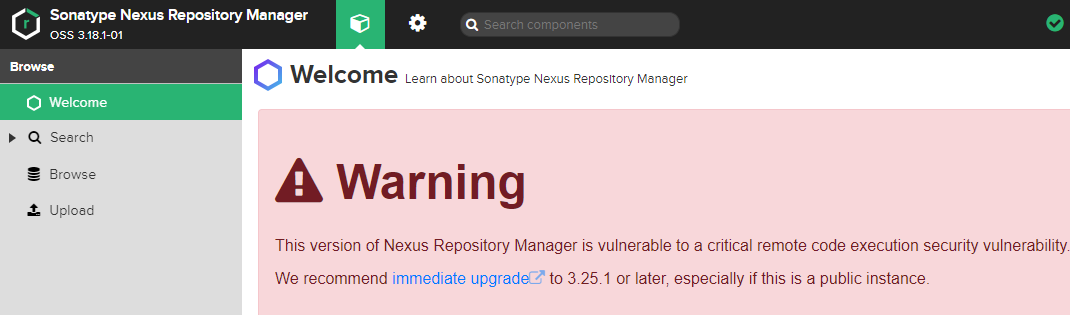 Sonatype Nexus Repository Manager
OSS 3.18.1-01
Search components
Browse
Welcome
Search
Browse
Upload
Welcome Learn about Sonatype Nexus Repository Manager
Warning
This version of Nexus Repository Manager is vulnerable to a critical remote code execution security vulnerability.
We recommend immediate upgrade to 3.25.1 or later, especially if this is a public instance.